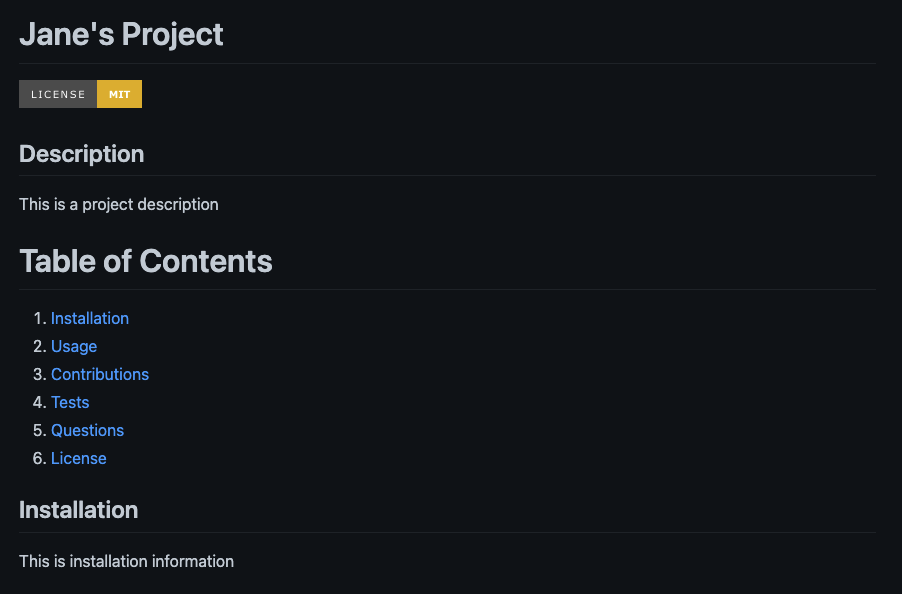 Jane's Project
LICENSE MIT
Description
This is a project description
Table of Contents
1. Installation
2. Usage
3. Contributions
4. Tests
5. Questions
6. License
Installation
This is installation information